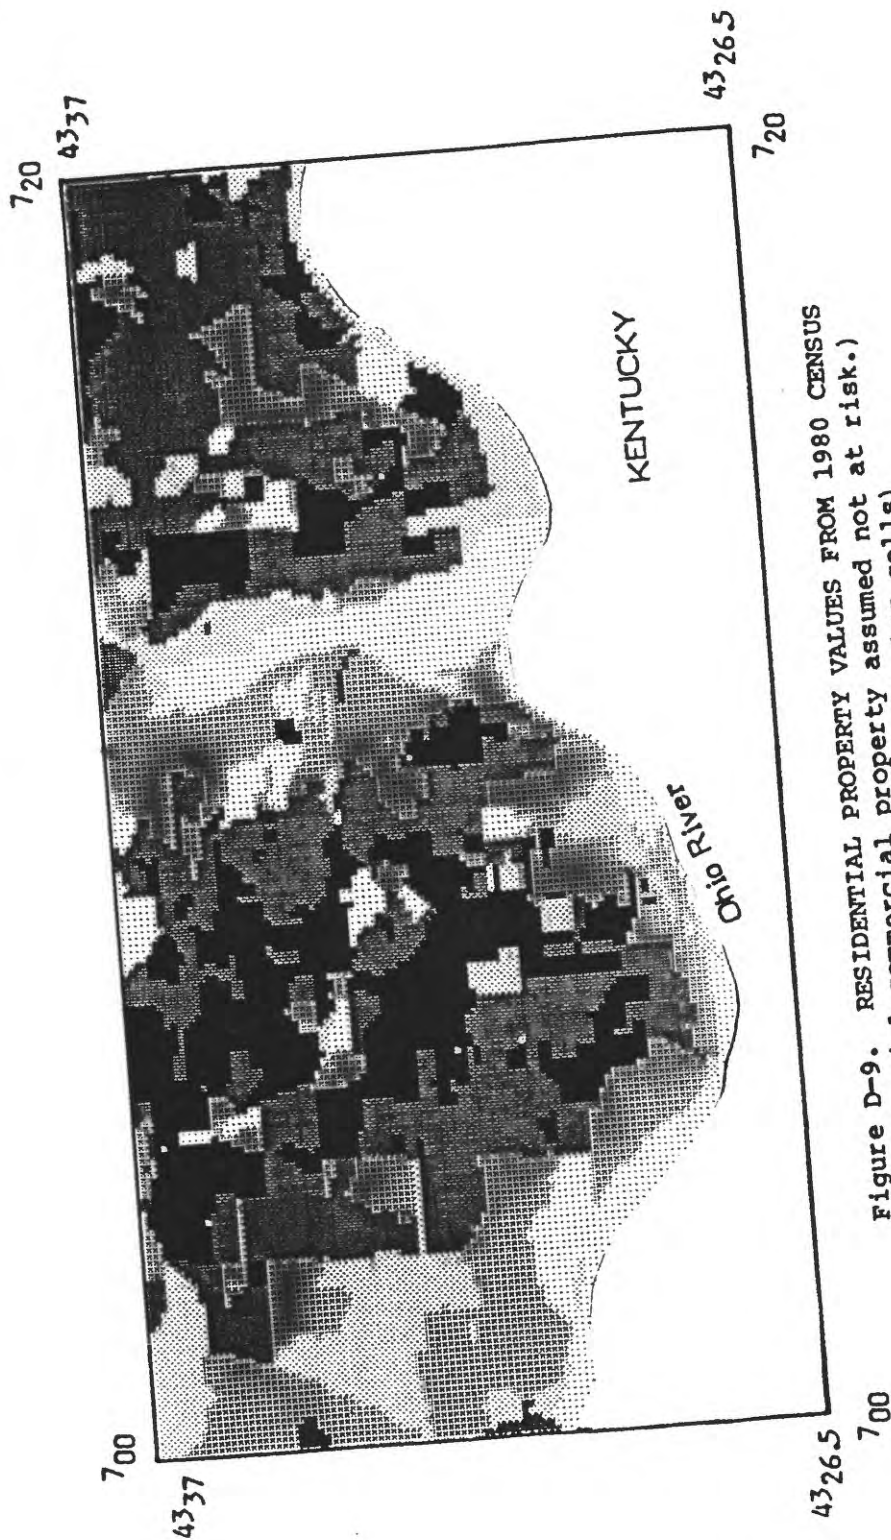 700
4337
720
4337
KENTUCKY
Ohio River
4326.5
700
4326.5
720
Figure D-9. RESIDENTIAL PROPERTY VALUES FROM 1980 CENSUS
commercial property assumed not at risk.)